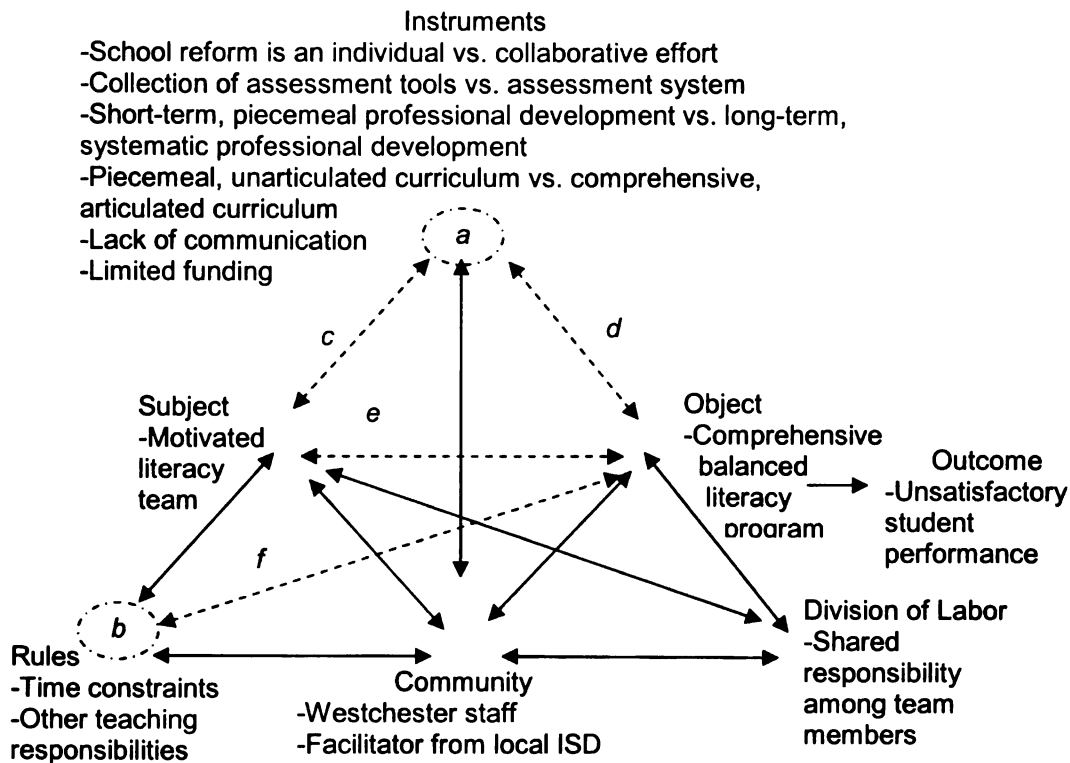 Instruments
-School reform is an individual vs. collaborative effort
-Collection of assessment tools vs. assessment system
-Short-term, piecemeal professional development vs. long-term,
systematic professional development
-Piecemeal, unarticulated curriculum vs. comprehensive,
articulated curriculum
-Lack of communication
-Limited funding
a
c
d
Subject
-Motivated
literacy
team
e
Object
-Comprehensive
balanced
literacy
program
Outcome
-Unsatisfactory
student
performance
f
b
Rules
-Time constraints
-Other teaching
responsibilities
Community
-Westchester staff
-Facilitator from local ISD
Division of Labor
-Shared
responsibility
among team
members